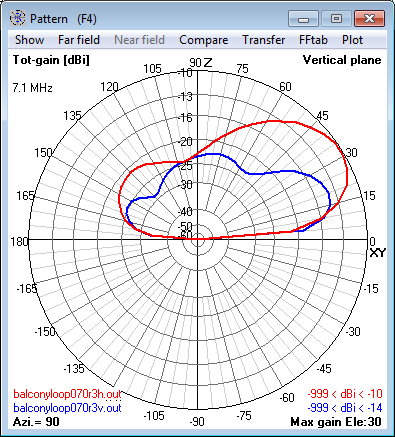 Pattern (F4)
Show Far field Near field Compare Transfer FFtab Plot
Tot-gain [dBi]
Vertical plane
7.1 MHz
90 Z
105 75
120 60
135 45
150 30
165 15
180 0
XY
-165 -15
-150 -30
-135 -45
-120 -60
-105 -75
-90
-10
-13
-16
-20
-25
-30
-40
-50
-60
balconyloop070r3h.out
-999 < dBi < -10
balconyloop070r3v.out
-999 < dBi < -14
Azi.= 90
Max gain Ele:30